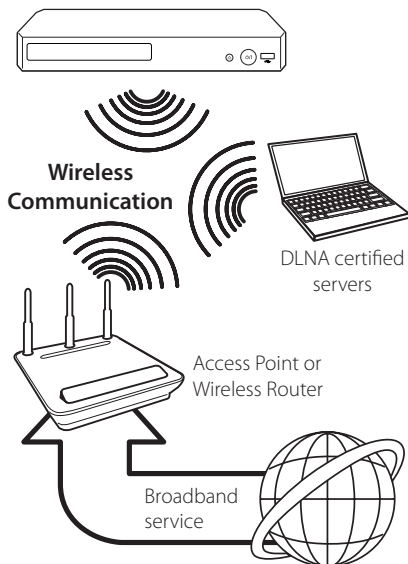 Wireless
Communication
DLNA certified
servers
Access Point or
Wireless Router
Broadband
service